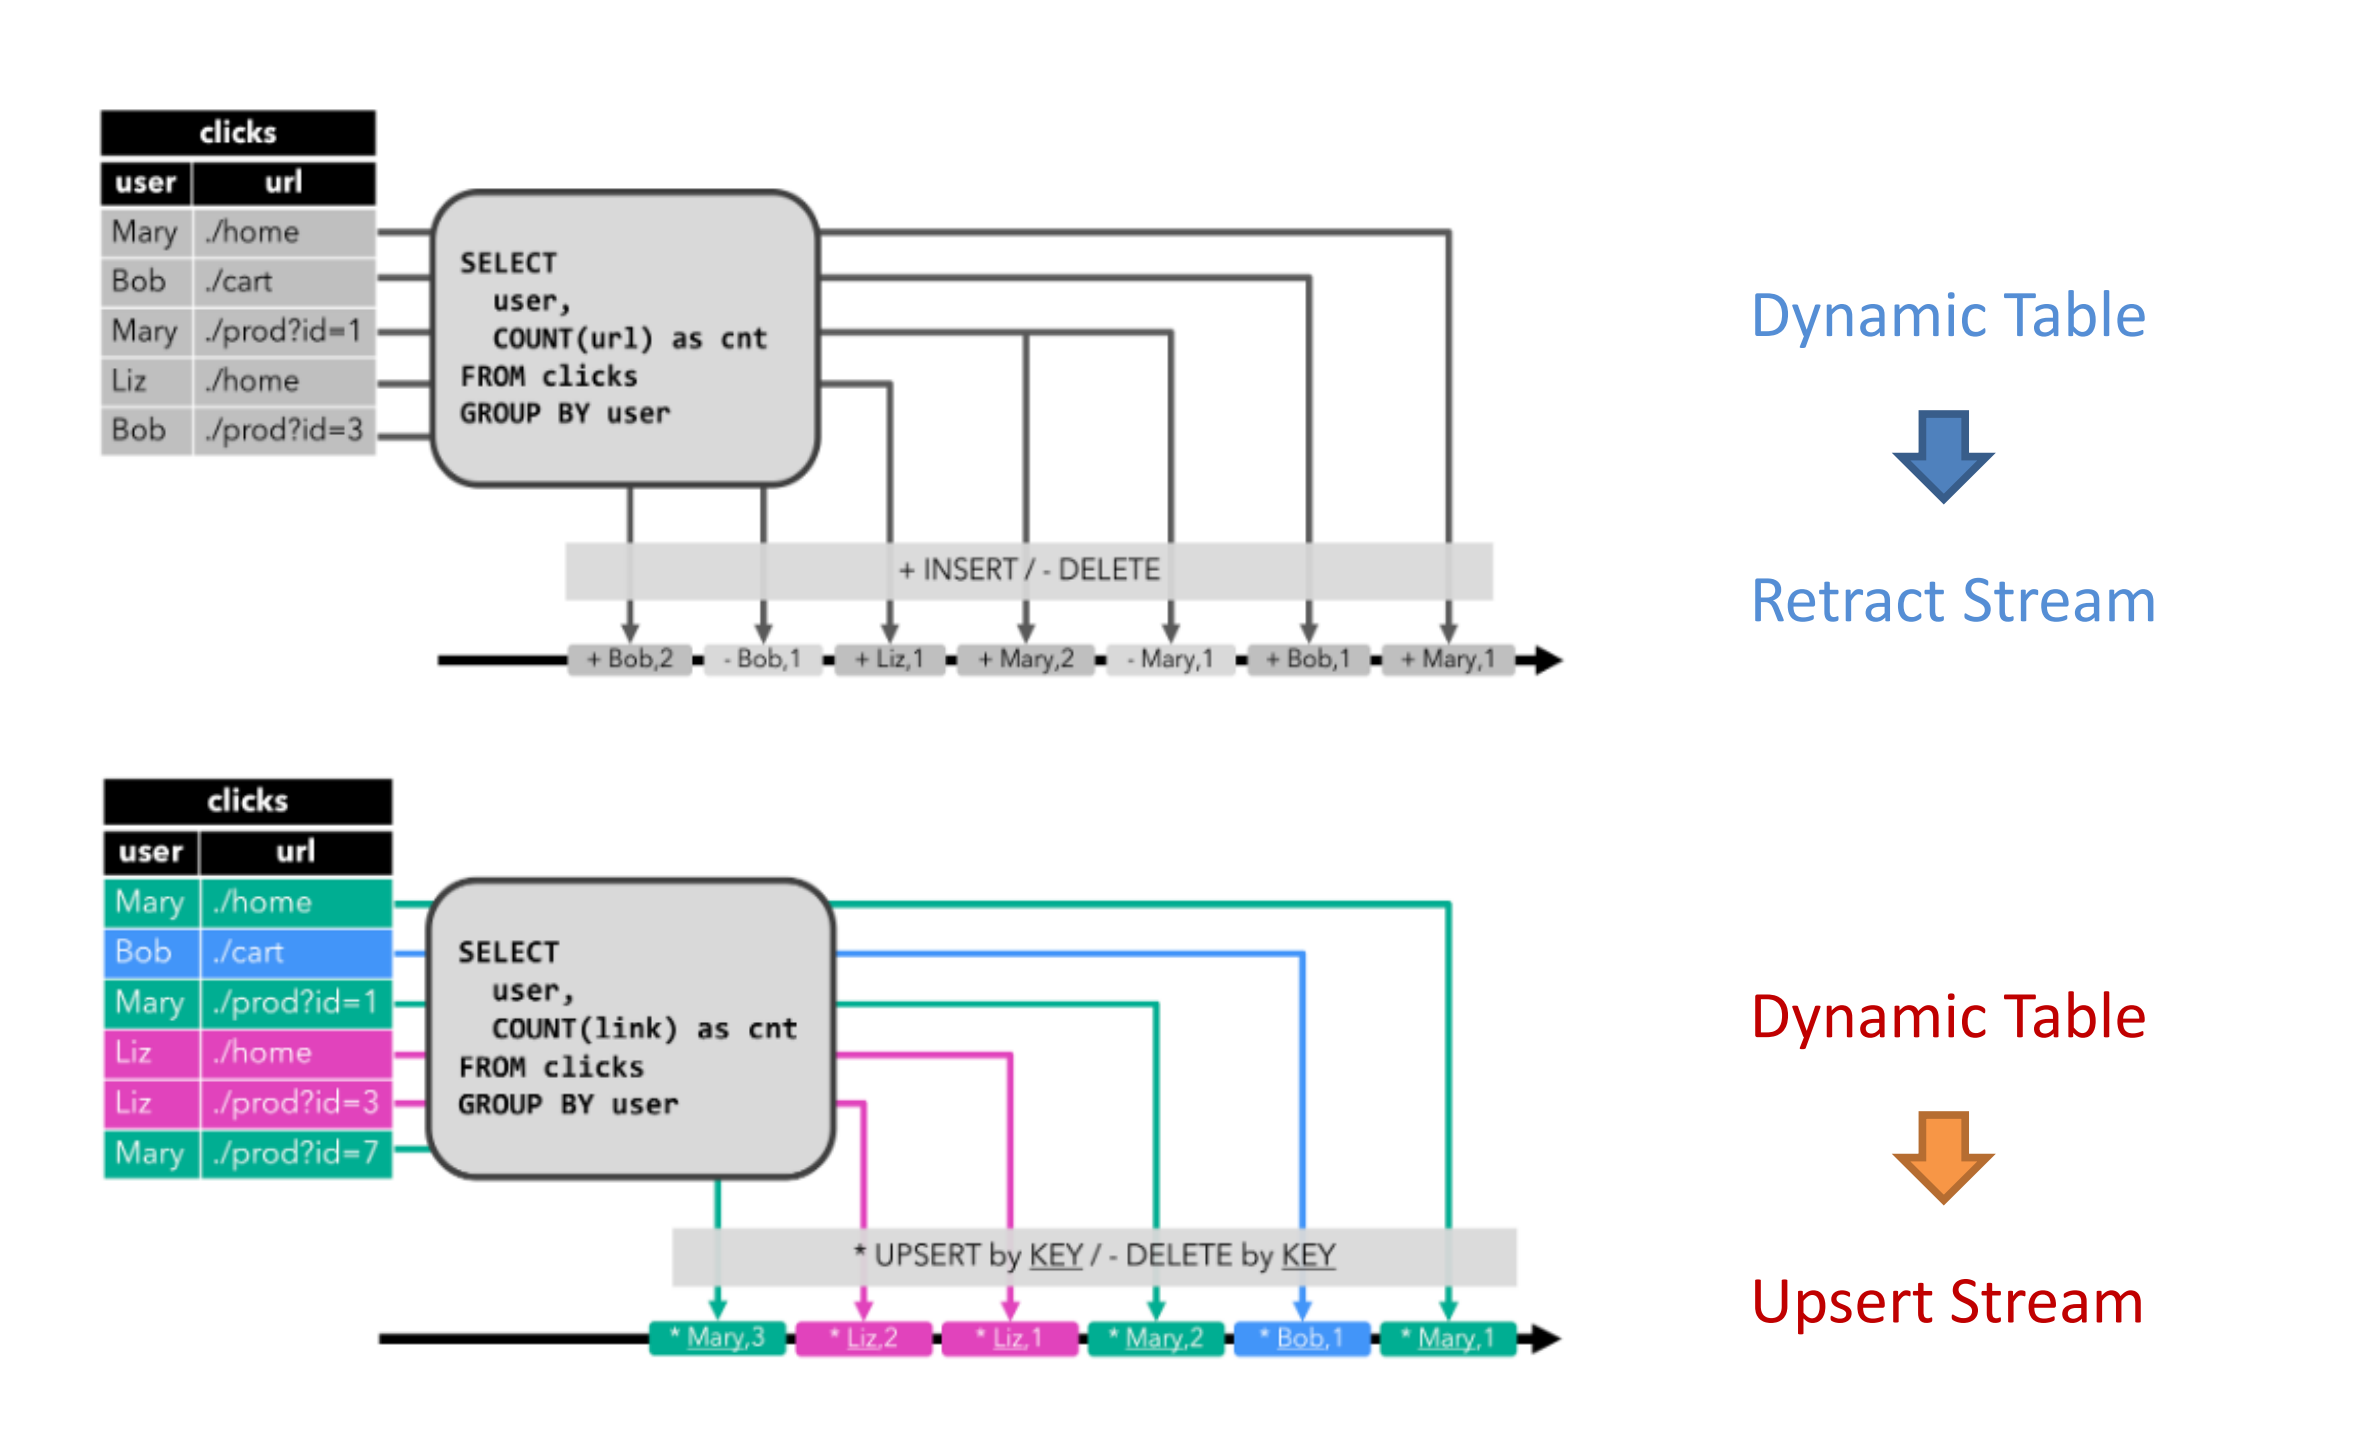 clicks
user url
Mary ./home
Bob ./cart
Mary ./prod?id=1
Liz ./home
Bob ./prod?id=3
SELECT
user,
COUNT(url) as cnt
FROM clicks
GROUP BY user
+ INSERT / - DELETE
+ Bob,2 - Bob,1 + Liz,1 + Mary,2 - Mary,1 + Bob,1 + Mary,1
Dynamic Table
Retract Stream
clicks
user url
Mary ./home
Bob ./cart
Mary ./prod?id=1
Liz ./home
Liz ./prod?id=3
Mary ./prod?id=7
SELECT
user,
COUNT(link) as cnt
FROM clicks
GROUP BY user
* UPSERT by KEY / - DELETE by KEY
* Mary,3 * Liz,2 * Liz,1 * Mary,2 * Bob,1 * Mary,1
Dynamic Table
Upsert Stream